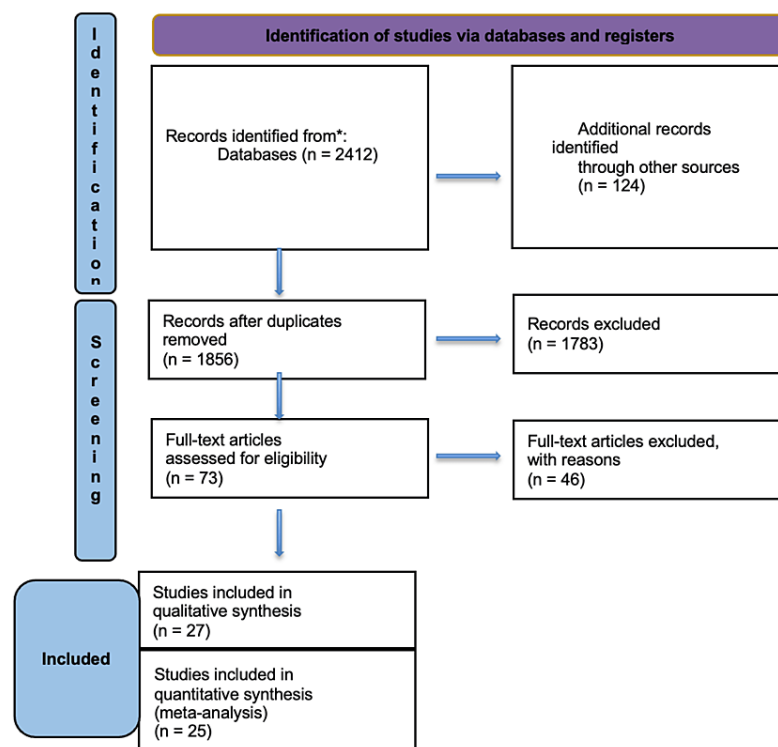 Identification of studies via databases and registers
Identification
Records identified from*:
Databases (n = 2412)
Additional records
identified
through other sources
(n = 124)
Screening
Records after duplicates
removed
(n = 1856)
Records excluded
(n = 1783)
Full-text articles
assessed for eligibility
(n = 73)
Full-text articles excluded,
with reasons
(n = 46)
Included
Studies included in
qualitative synthesis
(n = 27)
Studies included in
quantitative synthesis
(meta-analysis)
(n = 25)